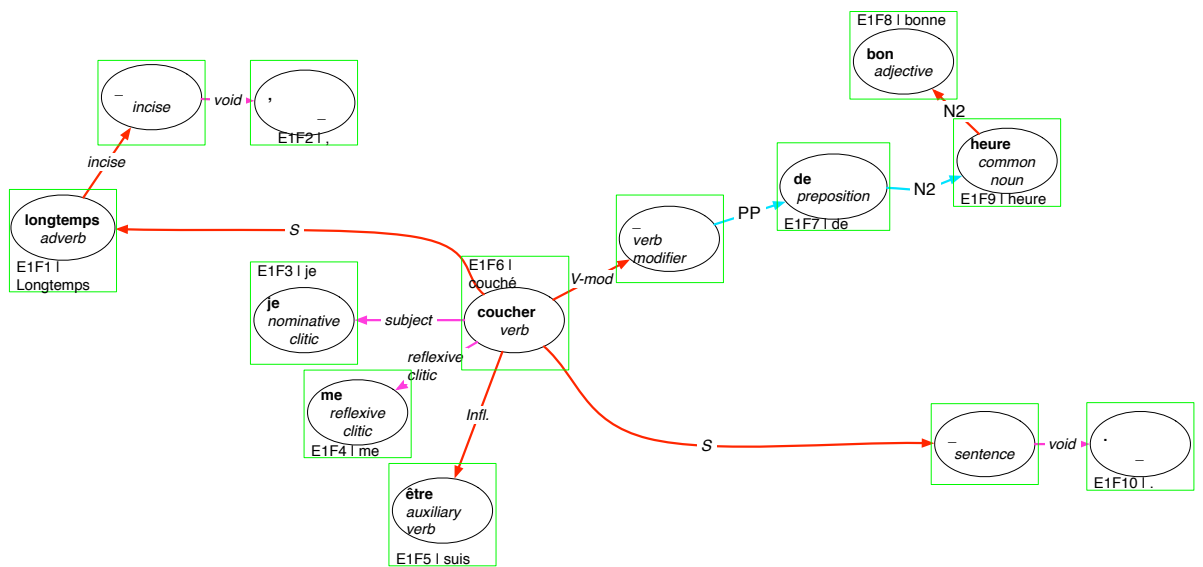 E1F8 | bonne
bon
adjective
N2
_
incise
void
,
_
E1F2 | ,
heure
common
noun
E1F9 | heure
incise
de
preposition
E1F7 | de
N2
PP
longtemps
adverb
E1F1 |
Longtemps
S
_
verb
modifier
E1F3 | je
je
nominative
clitic
subject
E1F6 |
couché
coucher
verb
V-mod
reflexive
clitic
me
reflexive
clitic
E1F4 | me
Infl.
S
_
sentence
void
.
_
E1F10 | .
être
auxiliary
verb
E1F5 | suis